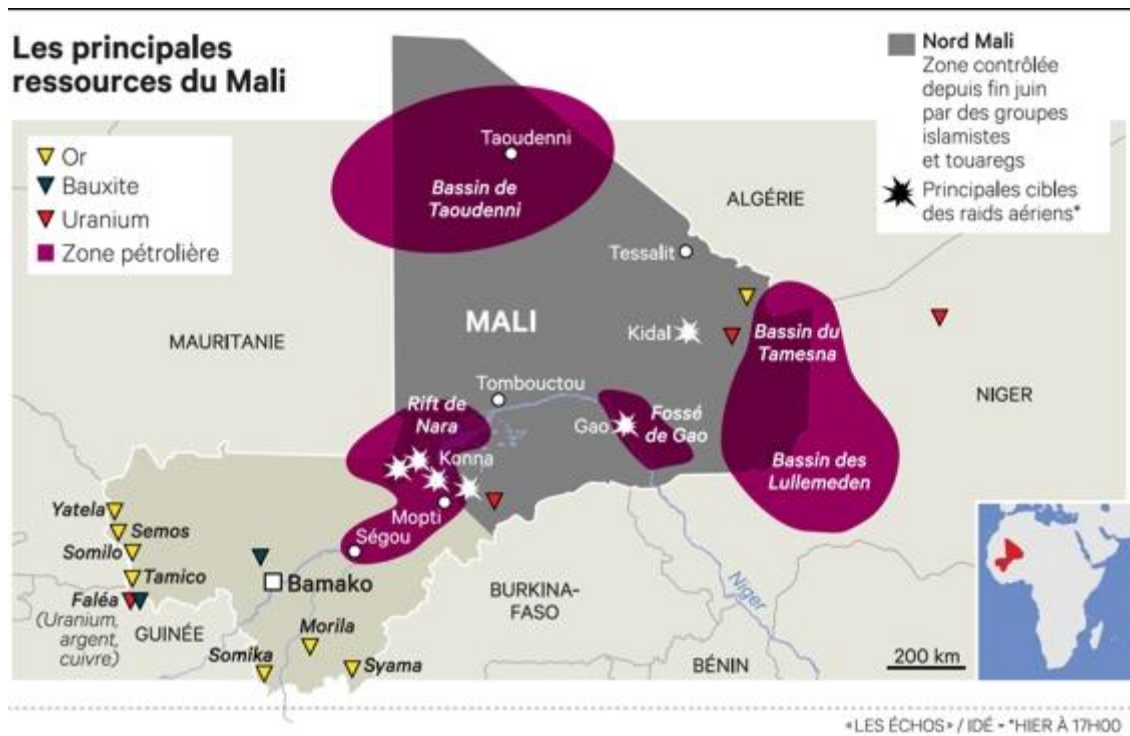 Les principales
ressources du Mali
Or
Bauxite
Uranium
Zone pétrolière
Nord Mali
Zone contrôlée
depuis fin juin
par des groupes
islamistes
et touaregs
Principales cibles
des raids aériens*
Taoudenni
Bassin de
Taoudenni
ALGÉRIE
Tessalit
MALI
MAURITANIE
Kidal
Bassin du
Tamesna
Tombouctou
NIGER
Rift de
Nara
Gao
Fossé
de Gao
Konna
Bassin des
Lullemeden
Mopti
Ségou
Yatela
Semos
Somilo
Tamico
Bamako
Faléa
(Uranium,
argent,
cuivre)
GUINÉE
BURKINA-
FASO
Niger
Morila
Somika
Syama
BÉNIN
200 km
«LES ÉCHOS» / IDÉ - *HIER À 17H00